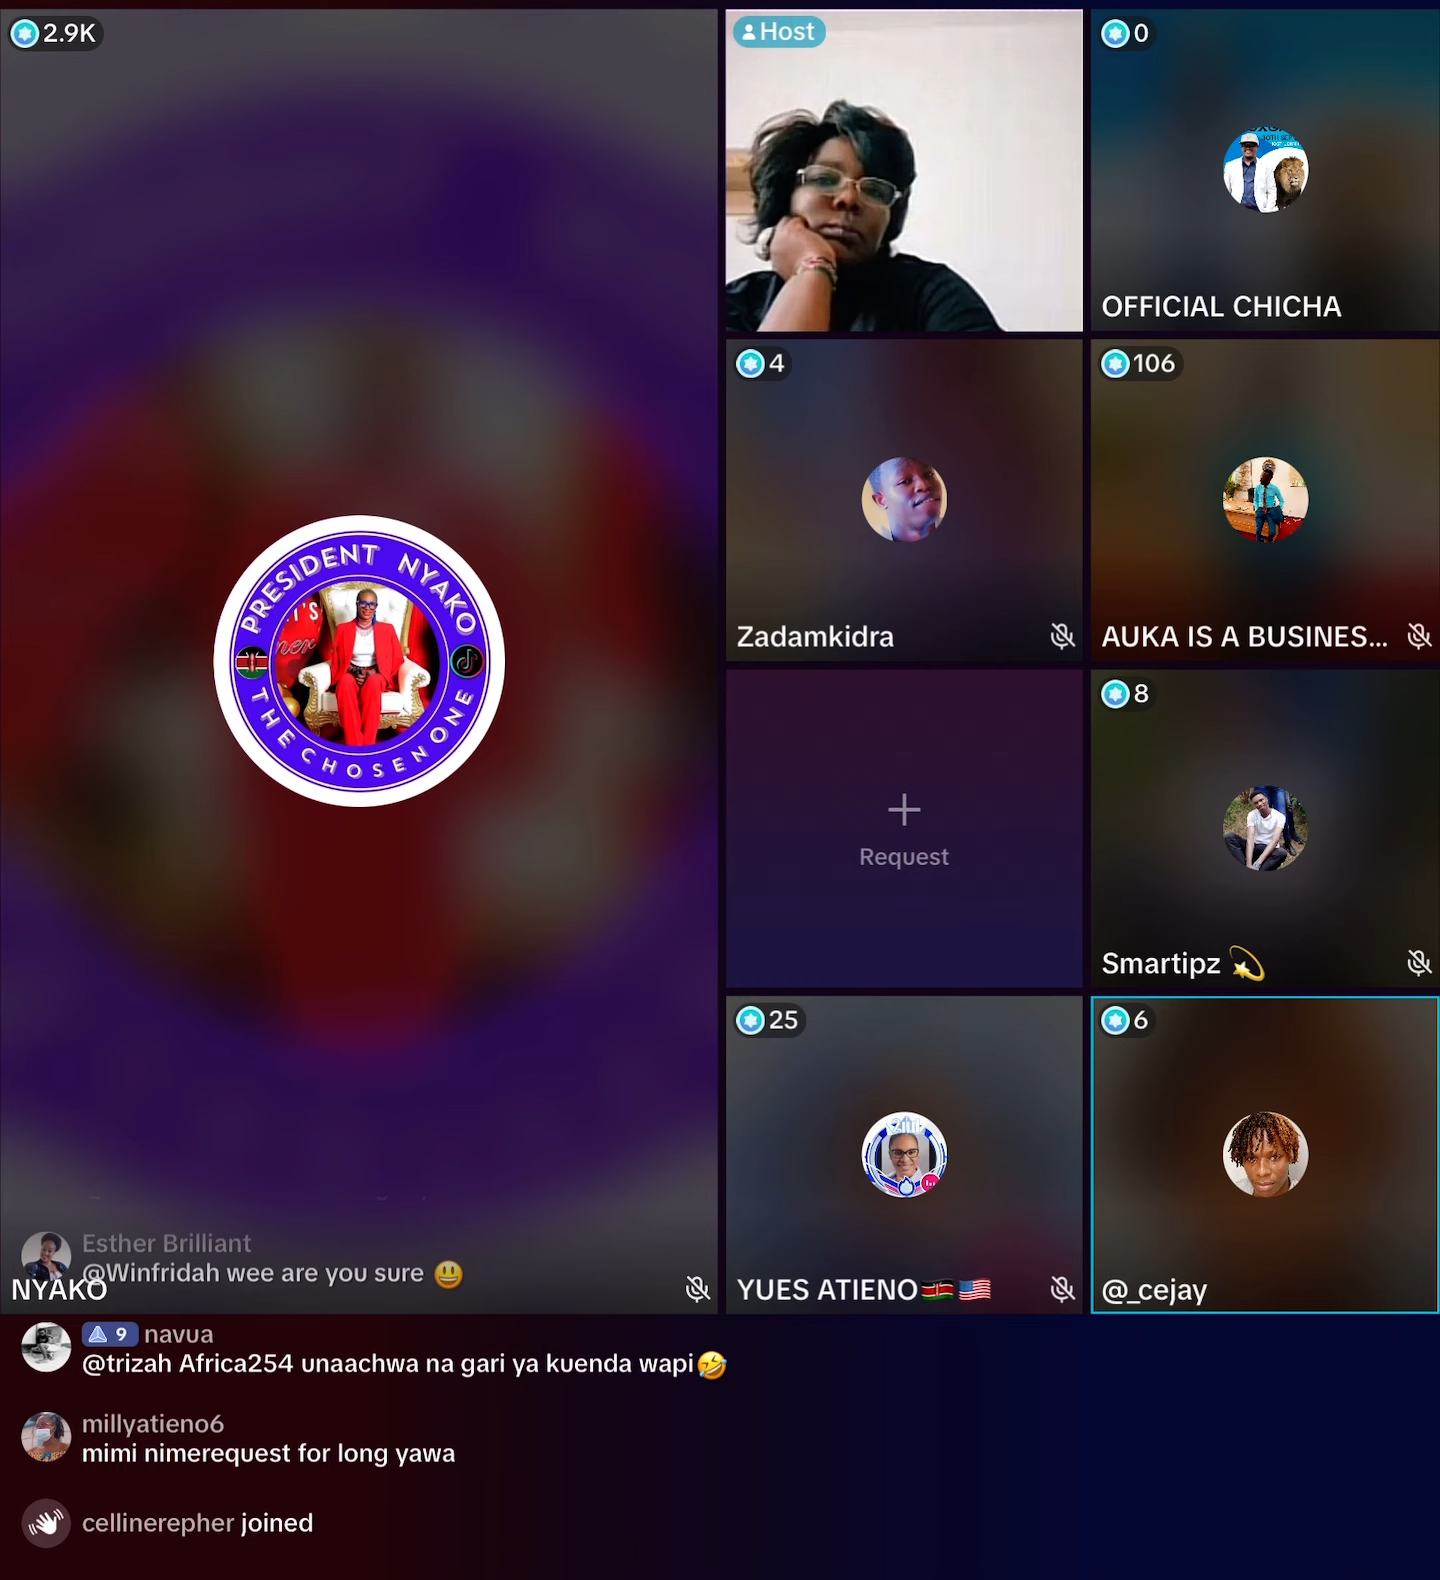 2.9K
PRESIDENT NYAKO
THE CHOSEN ONE
Host
0
OFFICIAL CHICHA
4
Zadamkidra
106
AUKA IS A BUSINES...
+
Request
8
Smartipz 💫
25
YUES ATIENO🇰🇪🇺🇸
6
@_cejay
Esther Brilliant
@Winfridah wee are you sure 😃
NYAKO
9 navua
@trizah Africa254 unaachwa na gari ya kuenda wapi🤣
millyatieno6
mimi nimerequest for long yawa
cellinerepher joined